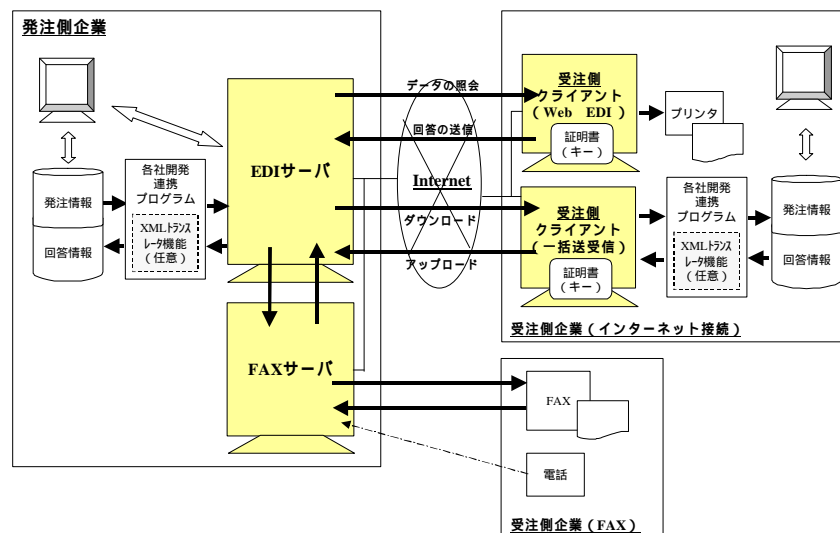 発注側企業
発注情報
回答情報
各社開発
連携
プログラム
XMLトランス
レータ機能
（任意）
EDIサーバ
FAXサーバ
データの照会
回答の送信
Internet
ダウンロード
アップロード
受注側
クライアント
（Web EDI）
証明書
（キー）
プリンタ
受注側
クライアント
（一括送受信）
証明書
（キー）
各社開発
連携
プログラム
XMLトランス
レータ機能
（任意）
発注情報
回答情報
受注側企業（インターネット接続）
FAX
電話
受注側企業（FAX）